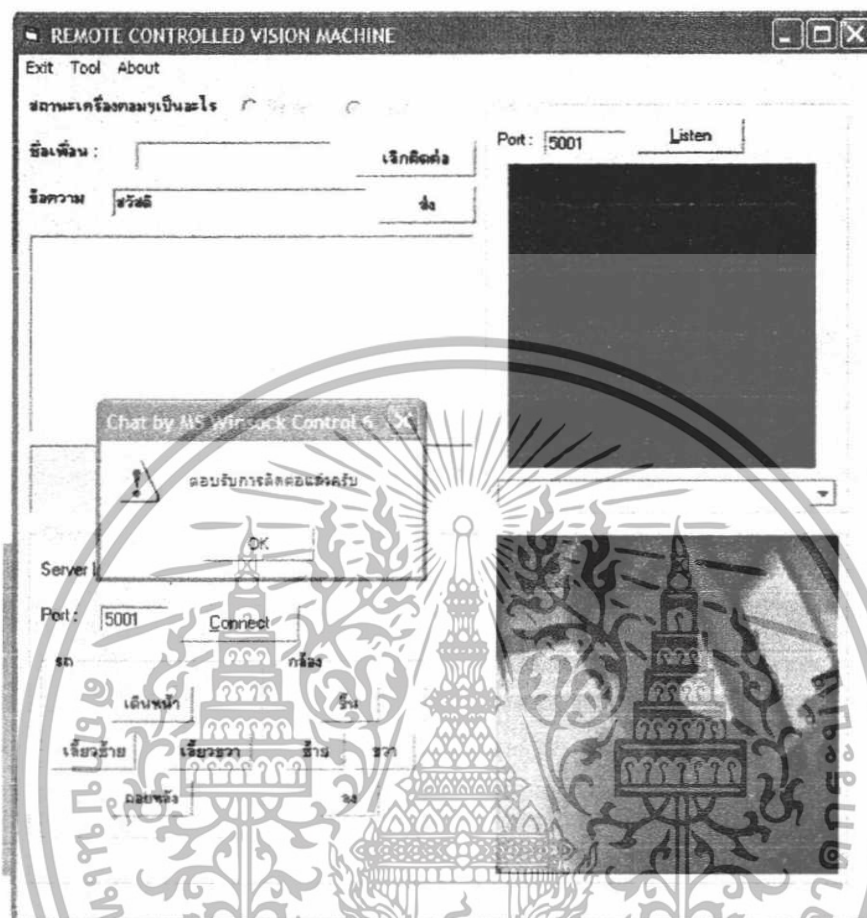 REMOTE CONTROLLED VISION MACHINE
Exit Tool About
สถานะเครื่องคอมฯเป็นอะไร
ชื่อเพื่อน :
เลิกติดต่อ
Port : 5001 Listen
ข้อความ สวัสดี ส่ง
Chat by MS Winsock Control 6
ตอบรับการติดต่อแล้วครับ
OK
Server
Port : 5001 Connect
รถ กล้อง
เดินหน้า ขึ้น
เลี้ยวซ้าย เลี้ยวขวา ซ้าย ขวา
ถอยหลัง ลง